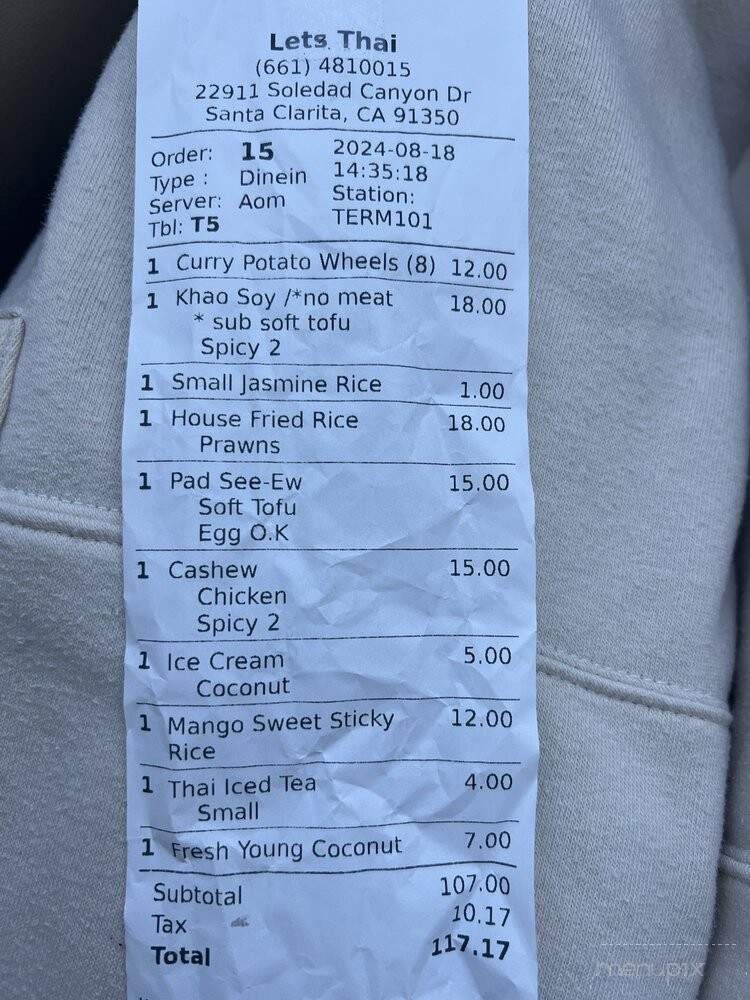 Lets Thai
(661) 4810015
22911 Soledad Canyon Dr
Santa Clarita, CA 91350
Order: 15 2024-08-18
Type : Dinein 14:35:18
Server: Aom Station:
Tbl: T5 TERM101
1 Curry Potato Wheels (8) 12.00
1 Khao Soy /*no meat 18.00
* sub soft tofu
Spicy 2
1 Small Jasmine Rice 1.00
1 House Fried Rice 18.00
Prawns
1 Pad See-Ew 15.00
Soft Tofu
Egg O.K
1 Cashew 15.00
Chicken
Spicy 2
1 Ice Cream 5.00
Coconut
1 Mango Sweet Sticky 12.00
Rice
1 Thai Iced Tea 4.00
Small
1 Fresh Young Coconut 7.00
Subtotal 107.00
Tax 10.17
Total 117.17
menupix